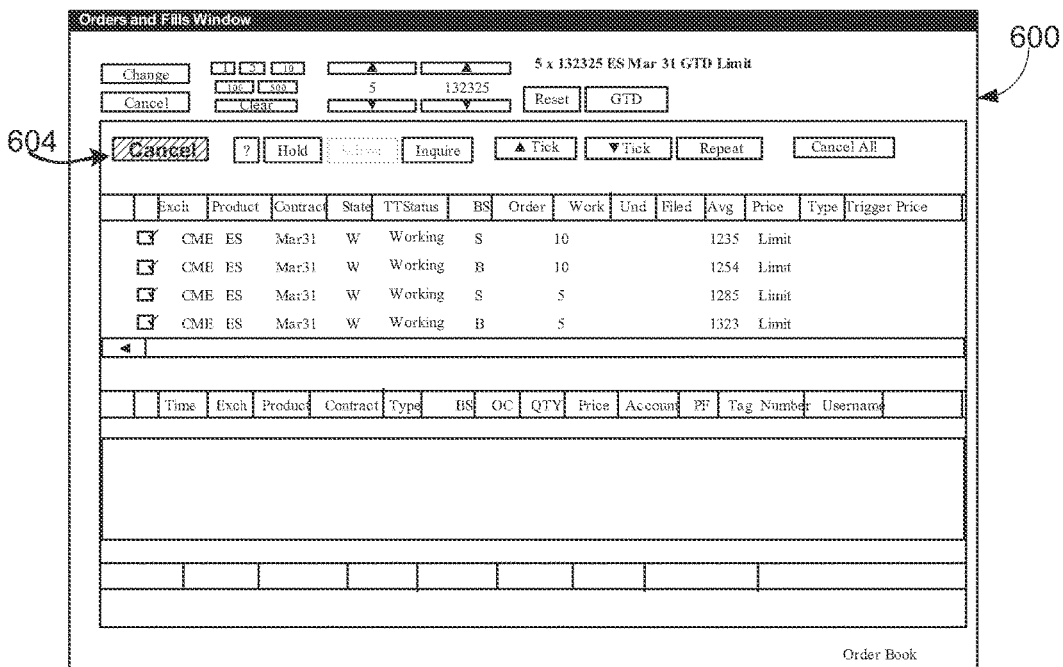 Orders and Fills Window
600
5 x 132325 ES Mar 31 GTD Limit
Change 1 5 10
100 500 5 132325
Cancel Clear Reset GTD
604
Cancel ? Hold Inquire Tick Tick Repeat Cancel All
Exch Product Contract State TTStatus BS Order Work Und Filed Avg Price Type Trigger Price
CME ES Mar31 W Working S 10 1235 Limit
CME ES Mar31 W Working B 10 1254 Limit
CME ES Mar31 W Working S 5 1285 Limit
CME ES Mar31 W Working B 5 1323 Limit
Time Exch Product Contract Type BS OC QTY Price Account PF Tag Number Username
Order Book